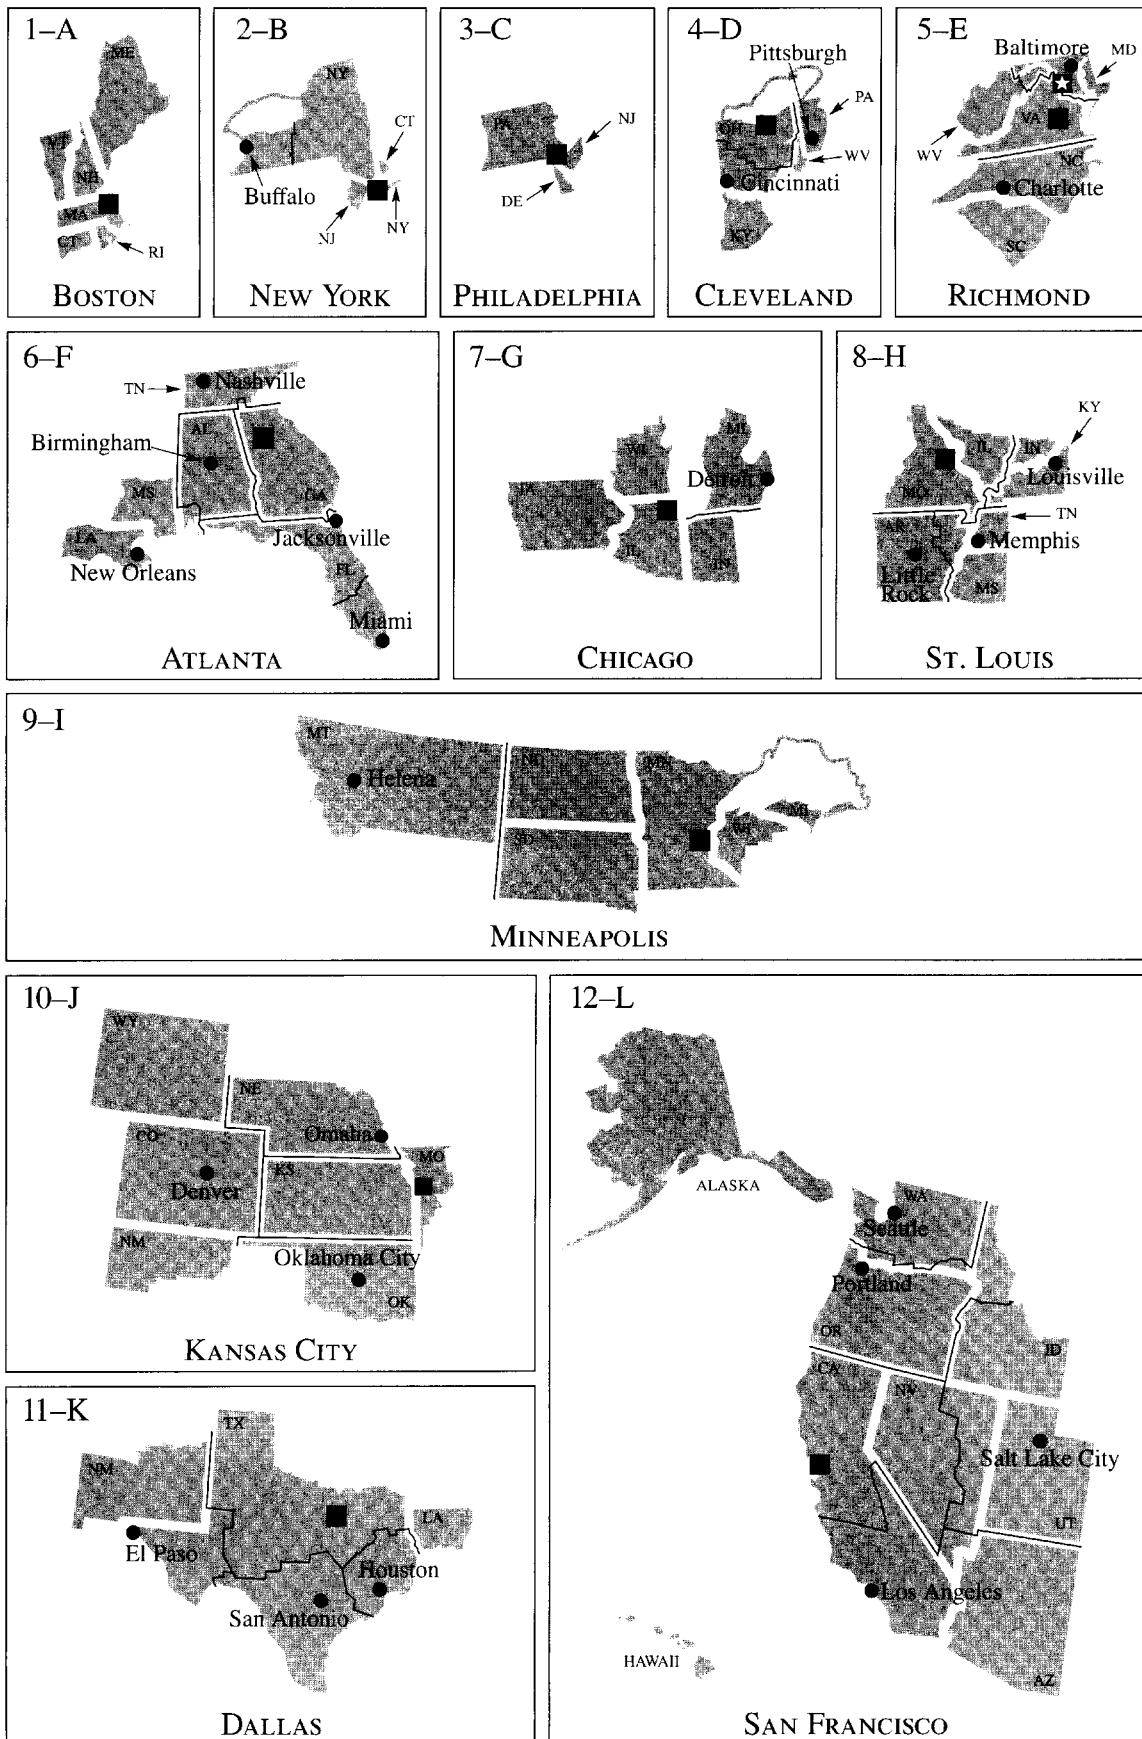 1–A
ME
VT
NH
MA
CT
RI
BOSTON
2–B
NY
CT
Buffalo
NJ
NY
NEW YORK
3–C
PA
NJ
DE
PHILADELPHIA
4–D
Pittsburgh
PA
OH
WV
Cincinnati
KY
CLEVELAND
5–E
Baltimore
MD
VA
WV
NC
Charlotte
SC
RICHMOND
6–F
TN
Nashville
AL
Birmingham
MS
GA
LA
Jacksonville
New Orleans
FL
Miami
ATLANTA
7–G
WI
MI
IA
Detroit
IL
IN
CHICAGO
8–H
KY
IL
IN
Louisville
MO
TN
AR
Memphis
Little
Rock
MS
ST. LOUIS
9–I
MT
ND
MN
Helena
MI
WI
SD
MINNEAPOLIS
10–J
WY
NE
CO
Omaha
MO
KS
Denver
NM
Oklahoma City
OK
KANSAS CITY
11–K
TX
NM
LA
El Paso
Houston
San Antonio
DALLAS
12–L
ALASKA
WA
Seattle
Portland
OR
ID
CA
NV
Salt Lake City
UT
Los Angeles
HAWAII
AZ
SAN FRANCISCO